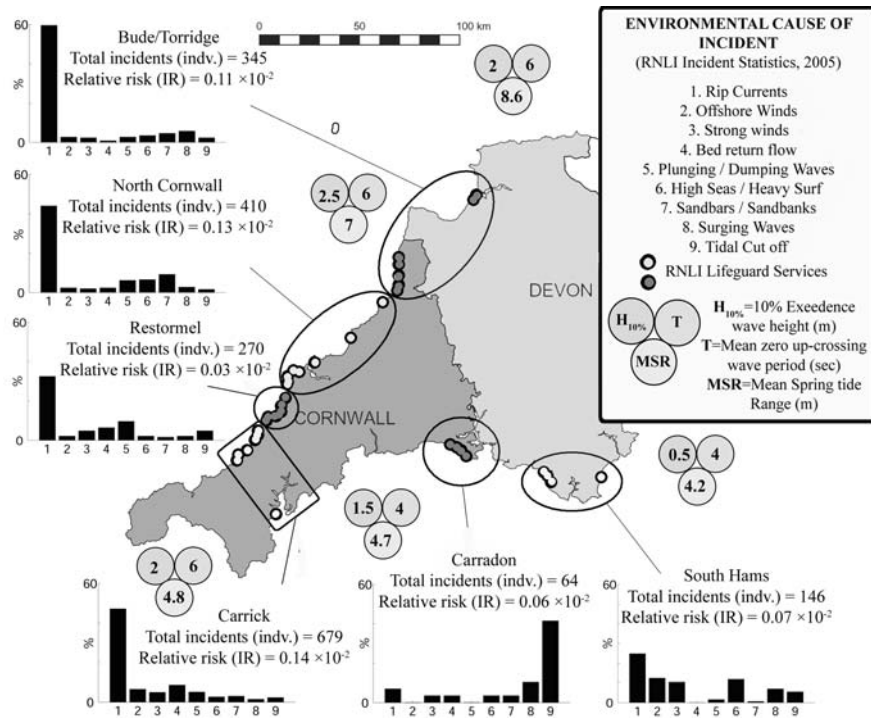 60
%
0
1 2 3 4 5 6 7 8 9
Bude/Torridge
Total incidents (indv.) = 345
Relative risk (IR) = 0.11 ×10-2
0 60 100 km
2 6
8.6
0
60
%
0
1 2 3 4 5 6 7 8 9
North Cornwall
Total incidents (indv.) = 410
Relative risk (IR) = 0.13 ×10-2
2.5 6
7
60
%
0
1 2 3 4 5 6 7 8 9
Restormel
Total incidents (indv.) = 270
Relative risk (IR) = 0.03 ×10-2
DEVON
CORNWALL
ENVIRONMENTAL CAUSE OF
INCIDENT
(RNLI Incident Statistics, 2005)
1. Rip Currents
2. Offshore Winds
3. Strong winds
4. Bed return flow
5. Plunging / Dumping Waves
6. High Seas / Heavy Surf
7. Sandbars / Sandbanks
8. Surging Waves
9. Tidal Cut off
RNLI Lifeguard Services
H10% T
MSR
H10%=10% Exeedence
wave height (m)
T=Mean zero up-crossing
wave period (sec)
MSR=Mean Spring tide
Range (m)
0.5 4
4.2
1.5 4
4.7
2 6
4.8
60
%
0
1 2 3 4 5 6 7 8 9
Carrick
Total incidents (indv.) = 679
Relative risk (IR) = 0.14 ×10-2
60
%
0
1 2 3 4 5 6 7 8 9
Carradon
Total incidents (indv.) = 64
Relative risk (IR) = 0.06 ×10-2
60
%
0
1 2 3 4 5 6 7 8 9
South Hams
Total incidents (indv.) = 146
Relative risk (IR) = 0.07 ×10-2